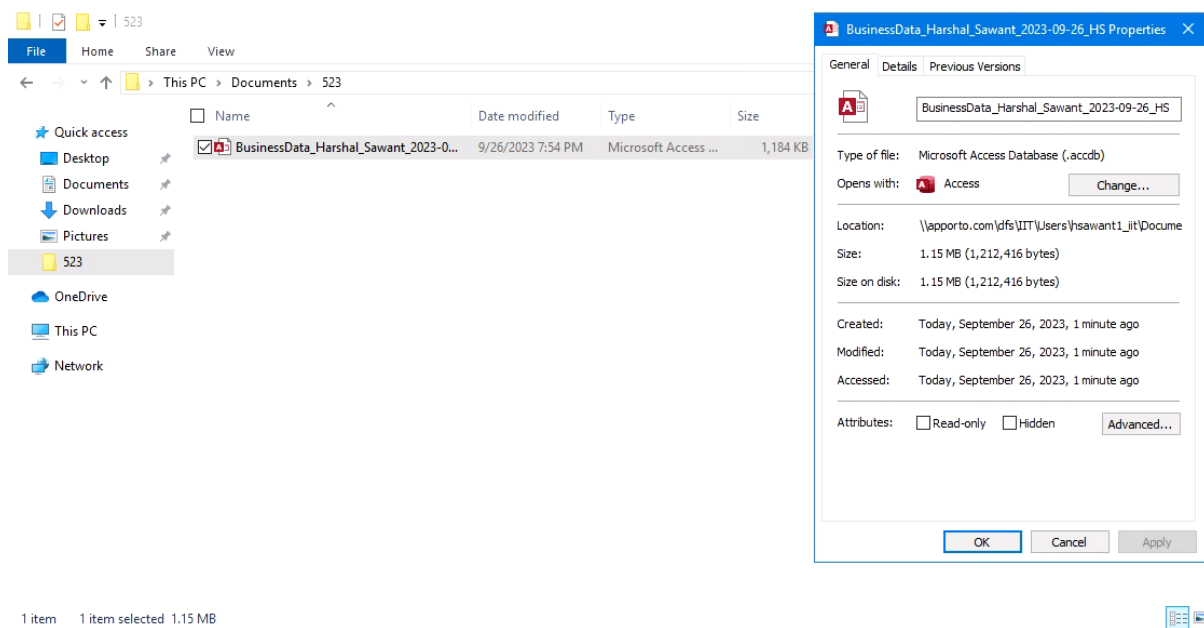 523
File Home Share View
This PC > Documents > 523
Name Date modified Type Size
BusinessData_Harshal_Sawant_2023-0... 9/26/2023 7:54 PM Microsoft Access ... 1,184 KB
Quick access
Desktop
Documents
Downloads
Pictures
523
OneDrive
This PC
Network
1 item 1 item selected 1.15 MB
BusinessData_Harshal_Sawant_2023-09-26_HS Properties
General Details Previous Versions
BusinessData_Harshal_Sawant_2023-09-26_HS
Type of file: Microsoft Access Database (.accdb)
Opens with: Access Change...
Location: \\apporto.com\dfs\IIT\Users\hsawant1_iit\Docume
Size: 1.15 MB (1,212,416 bytes)
Size on disk: 1.15 MB (1,212,416 bytes)
Created: Today, September 26, 2023, 1 minute ago
Modified: Today, September 26, 2023, 1 minute ago
Accessed: Today, September 26, 2023, 1 minute ago
Attributes: Read-only Hidden Advanced...
OK Cancel Apply